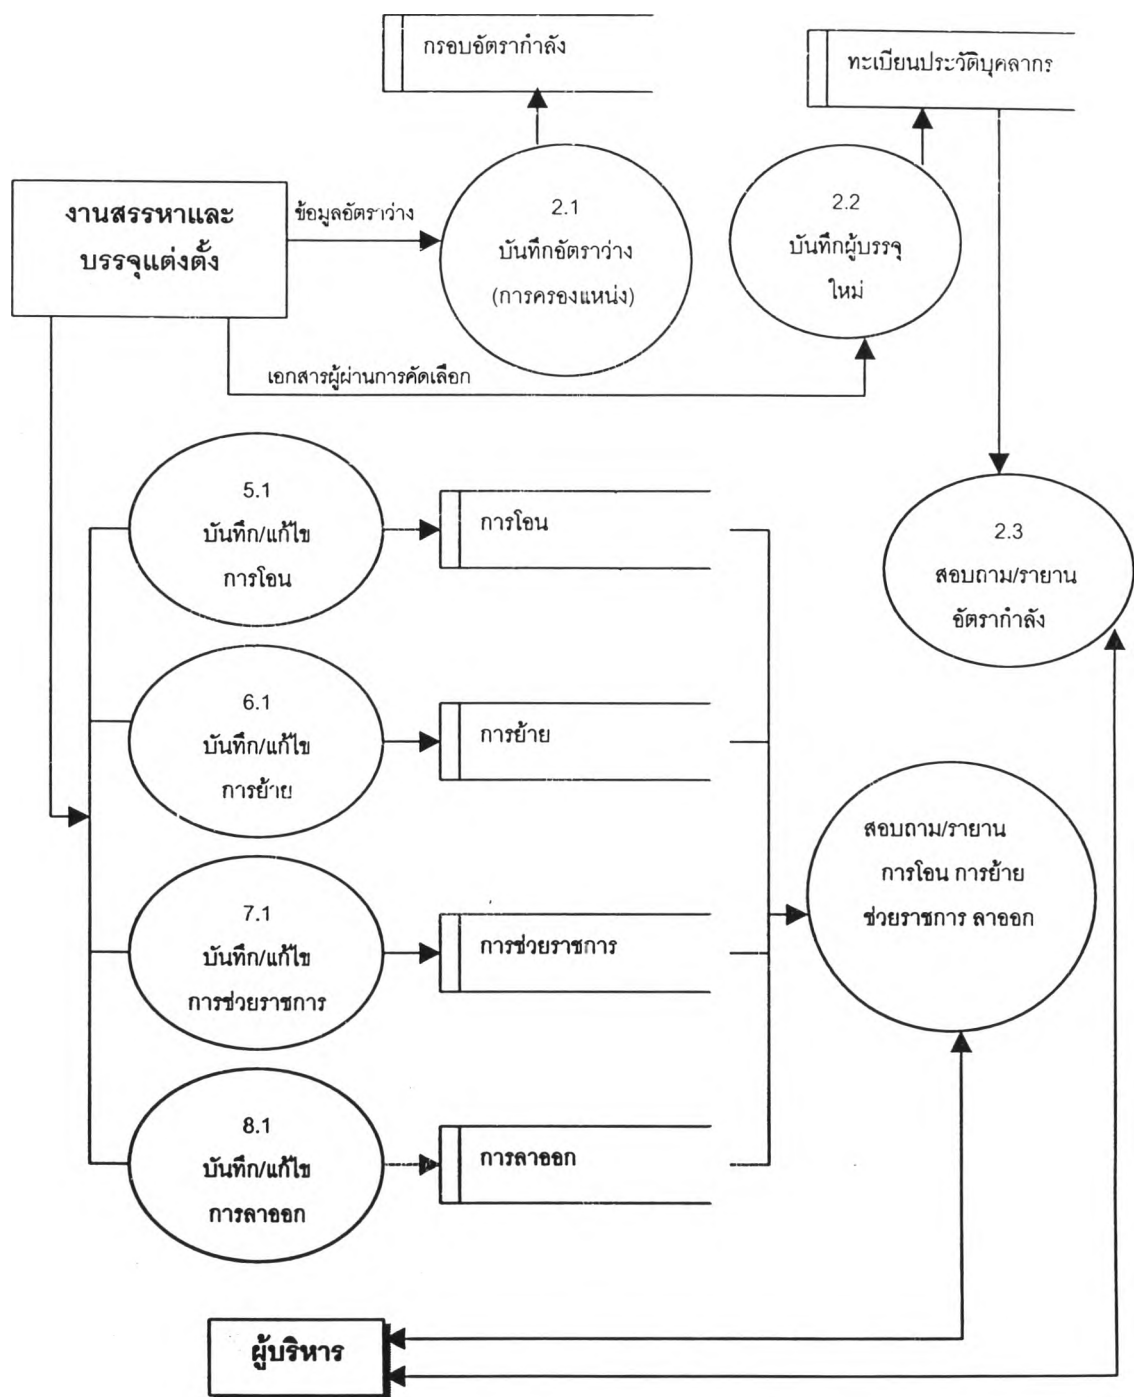 กรอบอัตรากำลัง
ทะเบียนประวัติบุคลากร
งานสรรหาและ
บรรจุแต่งตั้ง
ข้อมูลอัตราว่าง
2.1
บันทึกอัตราว่าง
(การครองแหน่ง)
2.2
บันทึกผู้บรรจุ
ใหม่
เอกสารผู้ผ่านการคัดเลือก
5.1
บันทึก/แก้ไข
การโอน
การโอน
2.3
สอบถาม/รายาน
อัตรากำลัง
6.1
บันทึก/แก้ไข
การย้าย
การย้าย
สอบถาม/รายาน
การโอน การย้าย
ช่วยราชการ ลาออก
7.1
บันทึก/แก้ไข
การช่วยราชการ
การช่วยราชการ
8.1
บันทึก/แก้ไข
การลาออก
การลาออก
ผู้บริหาร